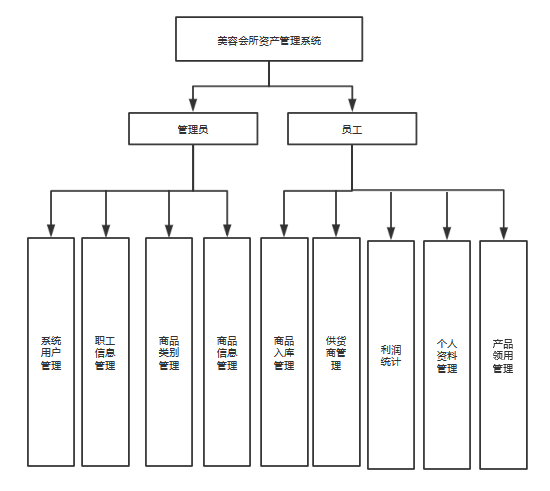 美容会所资产管理系统
管理员
员工
系统
用户
管理
职工
信息
管理
商品
类别
管理
商品
信息
管理
商品
入库
管理
供货
商管
理
利润
统计
个人
资料
管理
产品
领用
管理